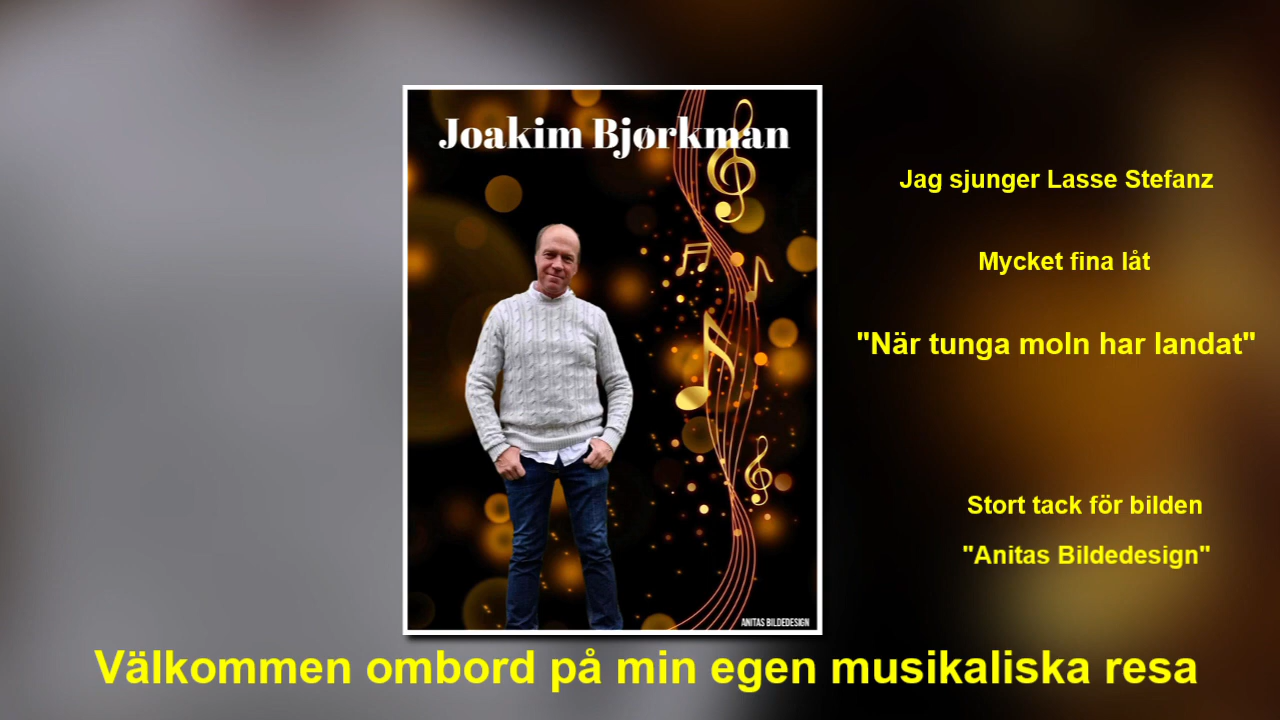 Joakim Bjørkman
Jag sjunger Lasse Stefanz
Mycket fina låt
"När tunga moln har landat"
Stort tack för bilden
"Anitas Bildedesign"
ANITAS BILDEDESIGN
Välkommen ombord på min egen musikaliska resa